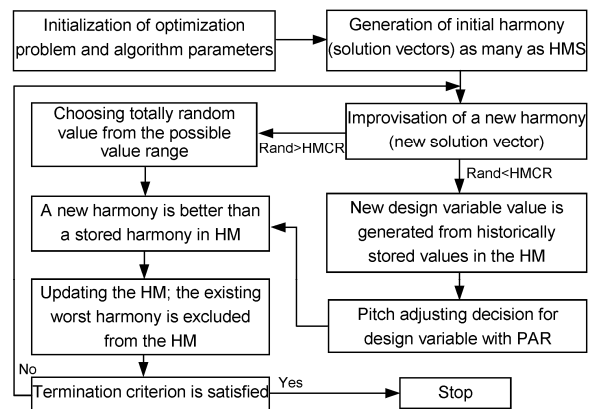 Initialization of optimization
problem and algorithm parameters
Generation of initial harmony
(solution vectors) as many as HMS
Choosing totally random
value from the possible
value range
Rand>HMCR
Improvisation of a new harmony
(new solution vector)
Rand<HMCR
A new harmony is better than
a stored harmony in HM
New design variable value is
generated from historically
stored values in the HM
Updating the HM; the existing
worst harmony is excluded
from the HM
Pitch adjusting decision for
design variable with PAR
No
Termination criterion is satisfied
Yes
Stop